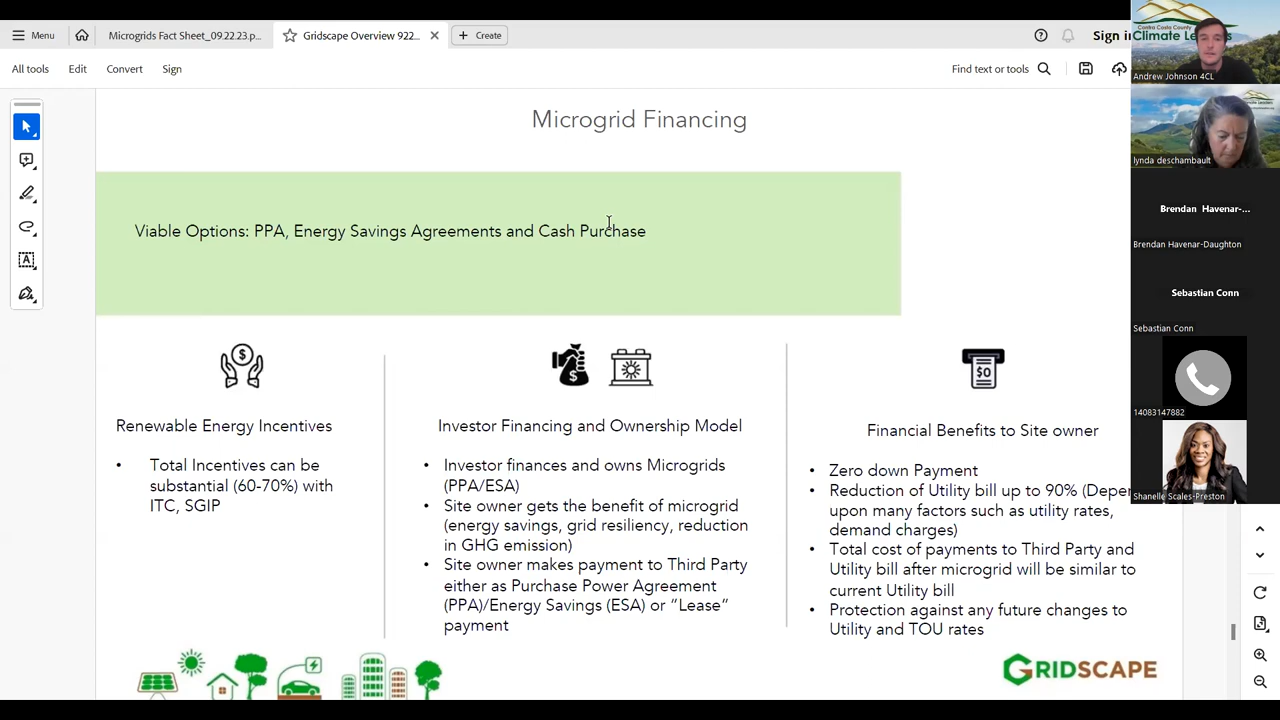 Menu
Microgrids Fact Sheet_09.22.23.p...
Gridscape Overview 922...
Create
Sign i
All tools
Edit
Convert
Sign
Find text or tools
Contra Costa County
Climate Leaders
Andrew Johnson 4CL
lynda deschambault
Brendan Havenar-...
Brendan Havenar-Daughton
Sebastian Conn
Sebastian Conn
14083147882
Shanelle Scales-Preston
Microgrid Financing
Viable Options: PPA, Energy Savings Agreements and Cash Purchase
Renewable Energy Incentives
• Total Incentives can be
substantial (60-70%) with
ITC, SGIP
Investor Financing and Ownership Model
• Investor finances and owns Microgrids
(PPA/ESA)
• Site owner gets the benefit of microgrid
(energy savings, grid resiliency, reduction
in GHG emission)
• Site owner makes payment to Third Party
either as Purchase Power Agreement
(PPA)/Energy Savings (ESA) or “Lease”
payment
$0
Financial Benefits to Site owner
• Zero down Payment
• Reduction of Utility bill up to 90% (Depen
upon many factors such as utility rates,
demand charges)
• Total cost of payments to Third Party and
Utility bill after microgrid will be similar to
current Utility bill
• Protection against any future changes to
Utility and TOU rates
GRIDSCAPE